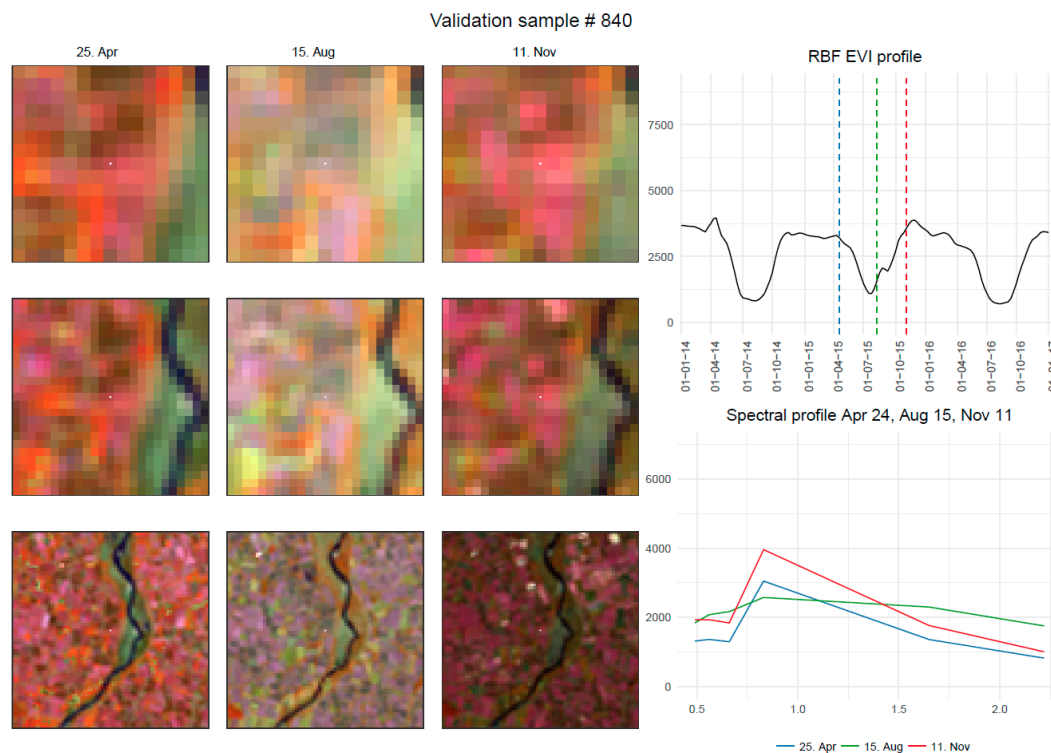 Validation sample # 840
25. Apr
15. Aug
11. Nov
RBF EVI profile
7500
5000
2500
0
01-01-14
01-04-14
01-07-14
01-10-14
01-01-15
01-04-15
01-07-15
01-10-15
01-01-16
01-04-16
01-07-16
01-10-16
Spectral profile Apr 24, Aug 15, Nov 11
6000
4000
2000
0
0.5
1.0
1.5
2.0
25. Apr
15. Aug
11. Nov